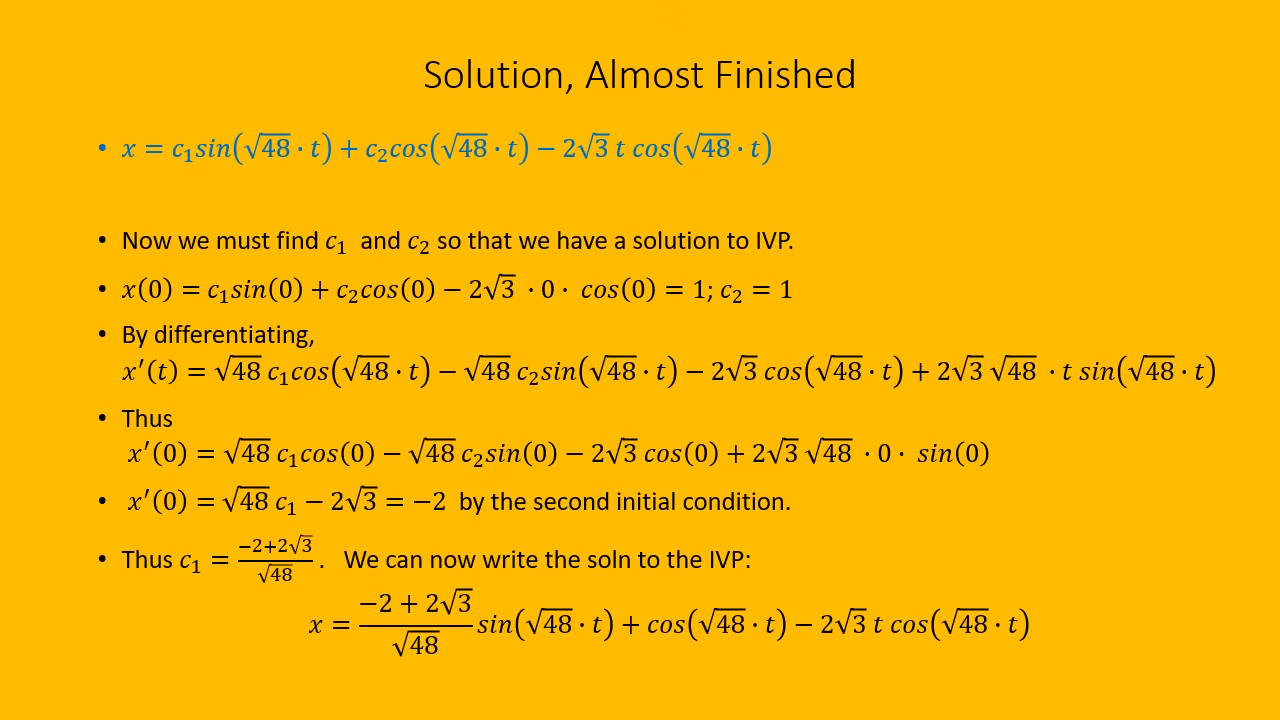 Solution, Almost Finished
• x = c₁sin(√48 · t) + c₂cos(√48 · t) − 2√3 t cos(√48 · t)
• Now we must find c₁ and c₂ so that we have a solution to IVP.
• x(0) = c₁sin(0) + c₂cos(0) − 2√3 · 0 · cos(0) = 1; c₂ = 1
• By differentiating,
x′(t) = √48 c₁cos(√48 · t) − √48 c₂sin(√48 · t) − 2√3 cos(√48 · t) + 2√3 √48 · t sin(√48 · t)
• Thus
x′(0) = √48 c₁cos(0) − √48 c₂sin(0) − 2√3 cos(0) + 2√3 √48 · 0 · sin(0)
• x′(0) = √48 c₁ − 2√3 = −2 by the second initial condition.
• Thus c₁ = (−2+2√3)/√48 . We can now write the soln to the IVP:
x = (−2 + 2√3)/√48 sin(√48 · t) + cos(√48 · t) − 2√3 t cos(√48 · t)